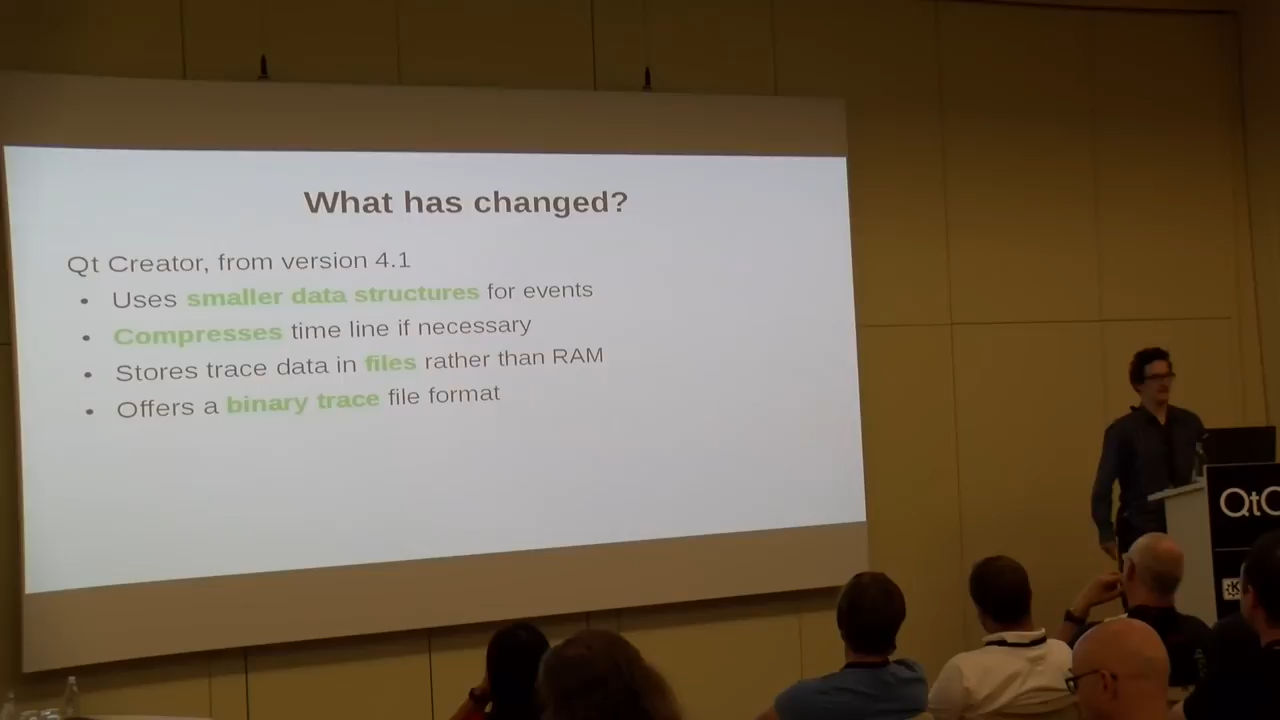 What has changed?
Qt Creator, from version 4.1
• Uses smaller data structures for events
• Compresses time line if necessary
• Stores trace data in files rather than RAM
• Offers a binary trace file format
QtC
K